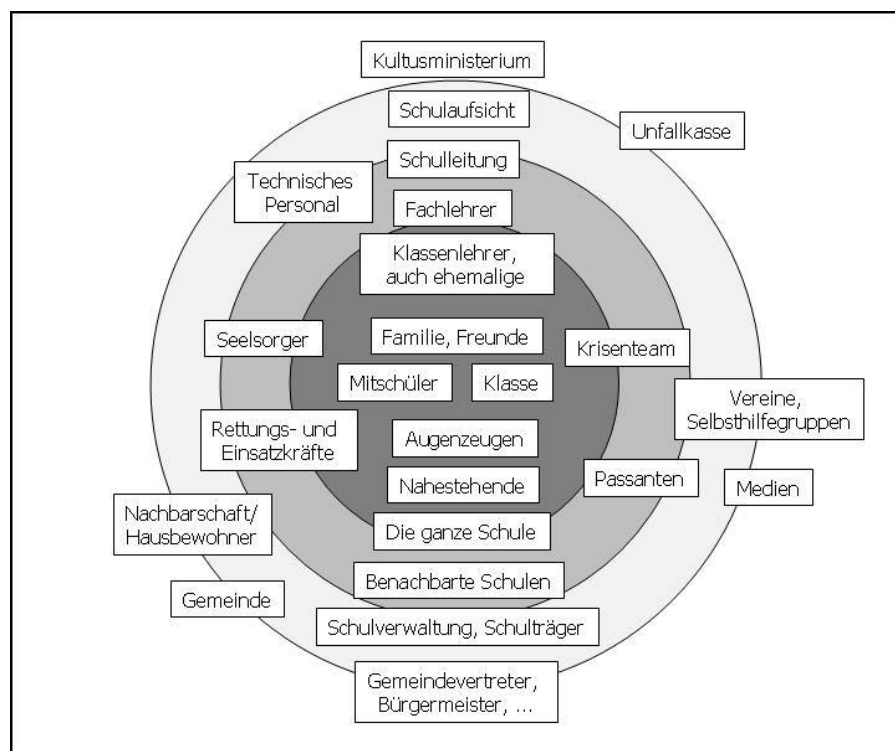 Kultusministerium
Schulaufsicht
Unfallkasse
Schulleitung
Technisches
Personal
Fachlehrer
Klassenlehrer,
auch ehemalige
Familie, Freunde
Seelsorger
Krisenteam
Mitschüler
Klasse
Vereine,
Selbsthilfegruppen
Rettungs- und
Einsatzkräfte
Augenzeugen
Nahestehende
Passanten
Medien
Nachbarschaft/
Hausbewohner
Die ganze Schule
Benachbarte Schulen
Gemeinde
Schulverwaltung, Schulträger
Gemeindevertreter,
Bürgermeister, ...